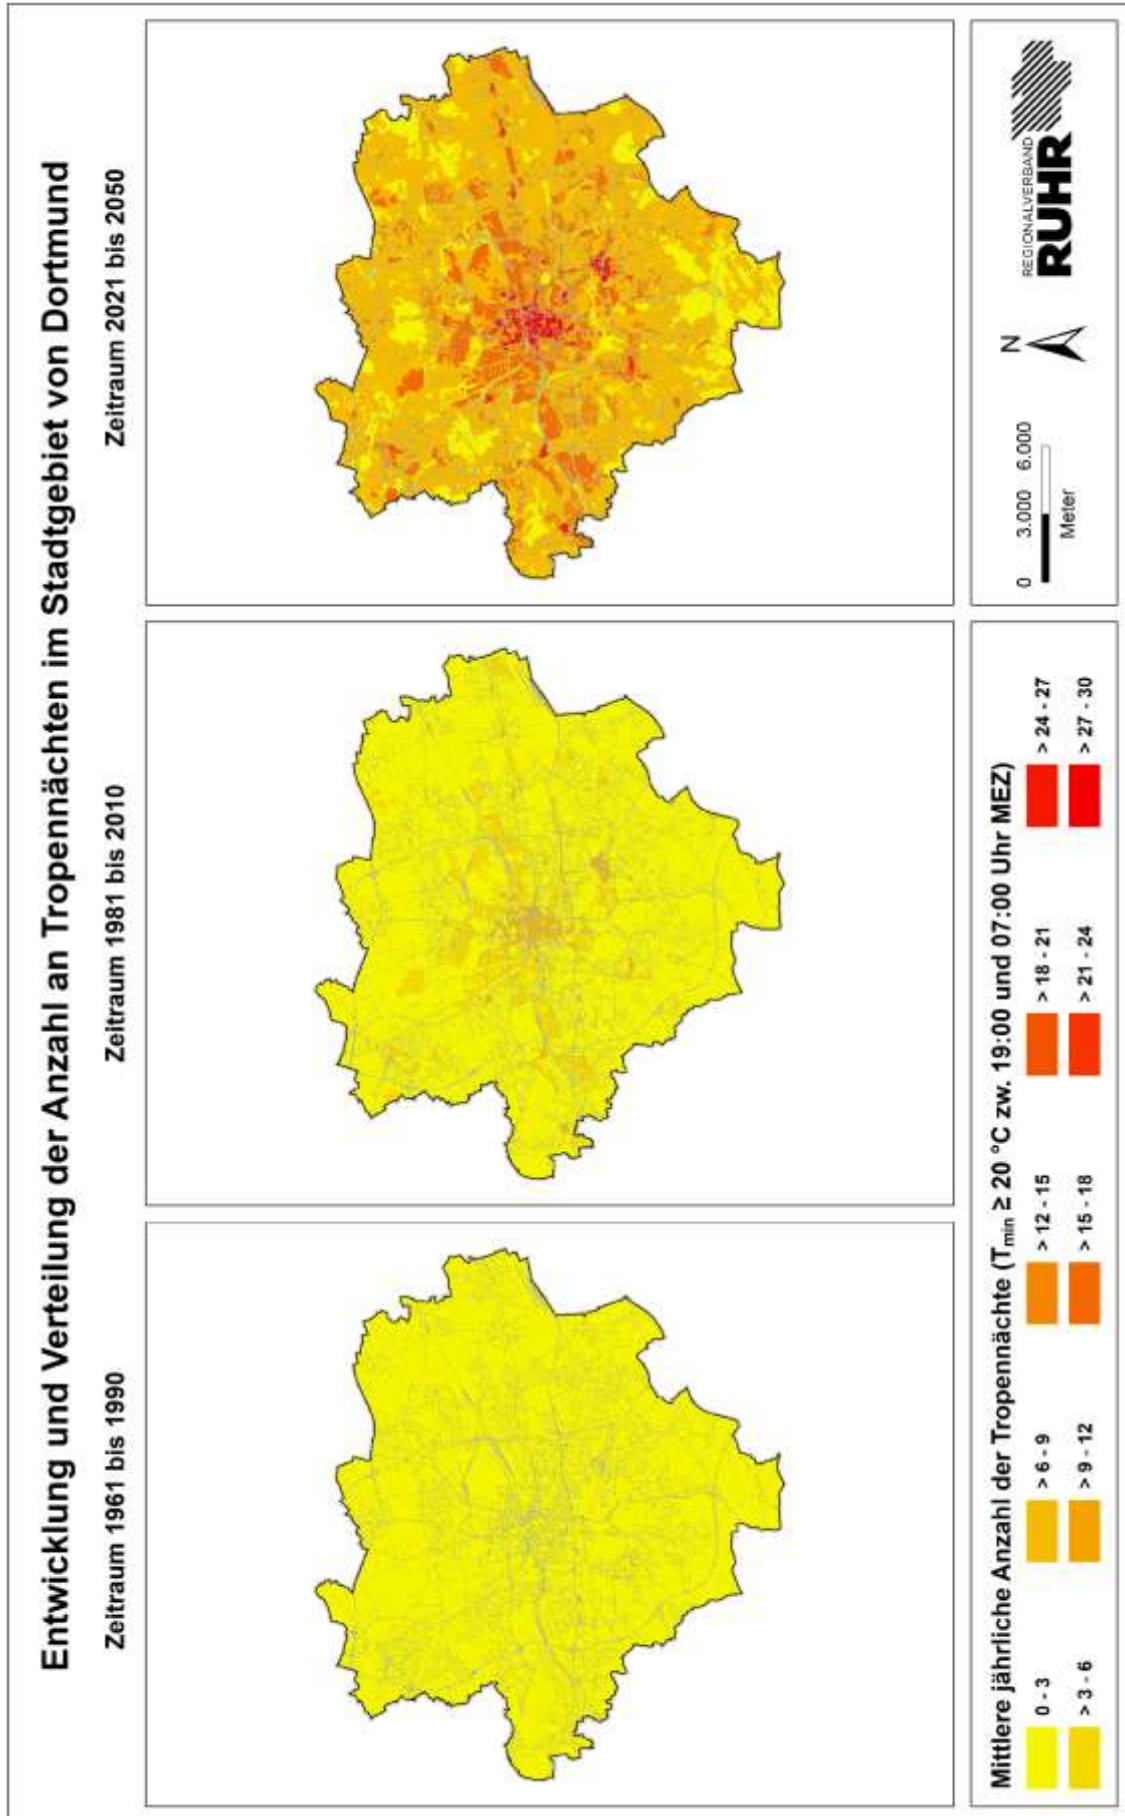 Entwicklung und Verteilung der Anzahl an Tropennächten im Stadtgebiet von Dortmund
Zeitraum 1961 bis 1990
Zeitraum 1981 bis 2010
Zeitraum 2021 bis 2050
Mittlere jährliche Anzahl der Tropennächte (Tmin ≥ 20 °C zw. 19:00 und 07:00 Uhr MEZ)
0 - 3
> 6 - 9
> 12 - 15
> 18 - 21
> 24 - 27
> 3 - 6
> 9 - 12
> 15 - 18
> 21 - 24
> 27 - 30
0 3.000 6.000
Meter
N
REGIONALVERBAND
RUHR